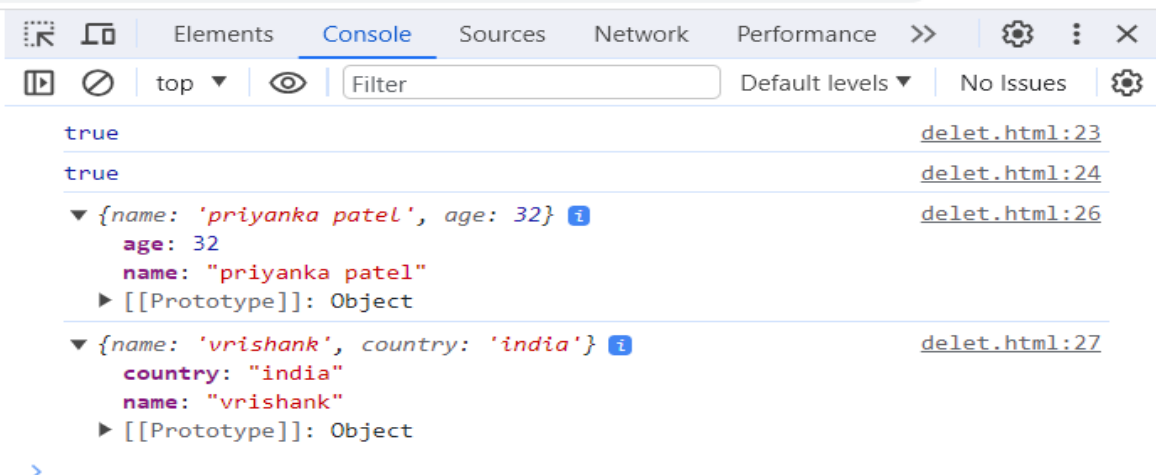 Elements Console Sources Network Performance
top Filter Default levels No Issues
true delet.html:23
true delet.html:24
{name: 'priyanka patel', age: 32} i delet.html:26
age: 32
name: "priyanka patel"
[[Prototype]]: Object
{name: 'vrishank', country: 'india'} i delet.html:27
country: "india"
name: "vrishank"
[[Prototype]]: Object